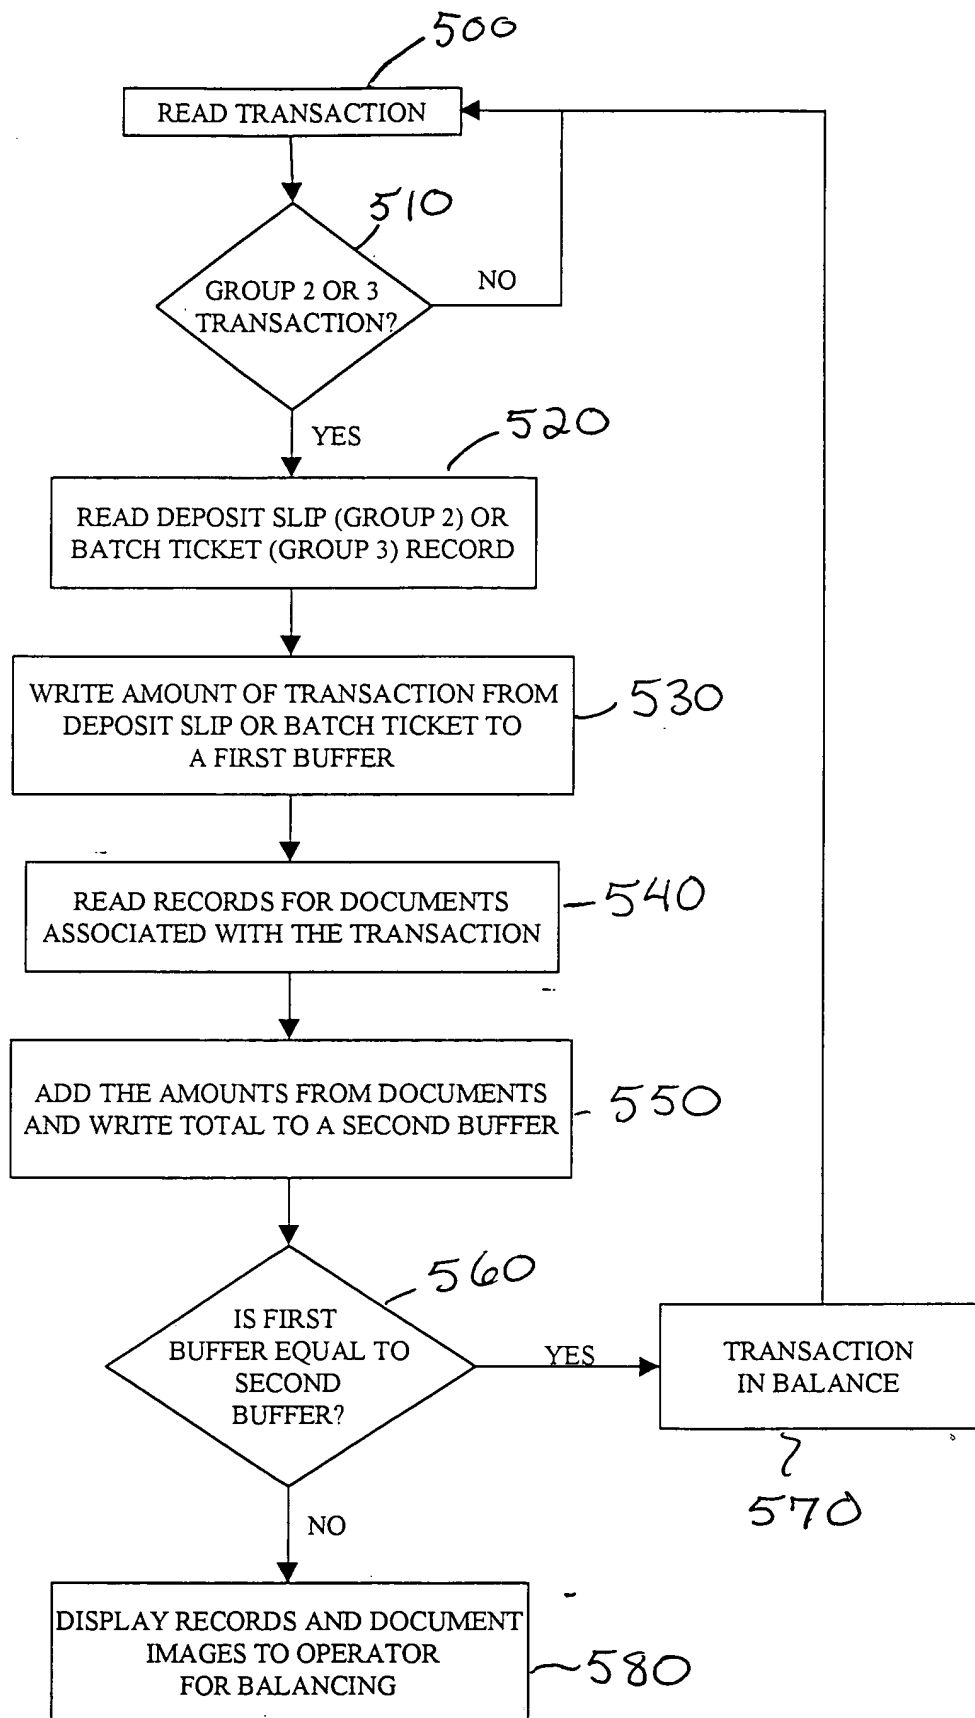 500
READ TRANSACTION
510
GROUP 2 OR 3
TRANSACTION?
NO
YES
520
READ DEPOSIT SLIP (GROUP 2) OR
BATCH TICKET (GROUP 3) RECORD
WRITE AMOUNT OF TRANSACTION FROM
DEPOSIT SLIP OR BATCH TICKET TO
A FIRST BUFFER
530
READ RECORDS FOR DOCUMENTS
ASSOCIATED WITH THE TRANSACTION
540
ADD THE AMOUNTS FROM DOCUMENTS
AND WRITE TOTAL TO A SECOND BUFFER
550
560
IS FIRST
BUFFER EQUAL TO
SECOND
BUFFER?
YES
TRANSACTION
IN BALANCE
570
NO
DISPLAY RECORDS AND DOCUMENT
IMAGES TO OPERATOR
FOR BALANCING
580